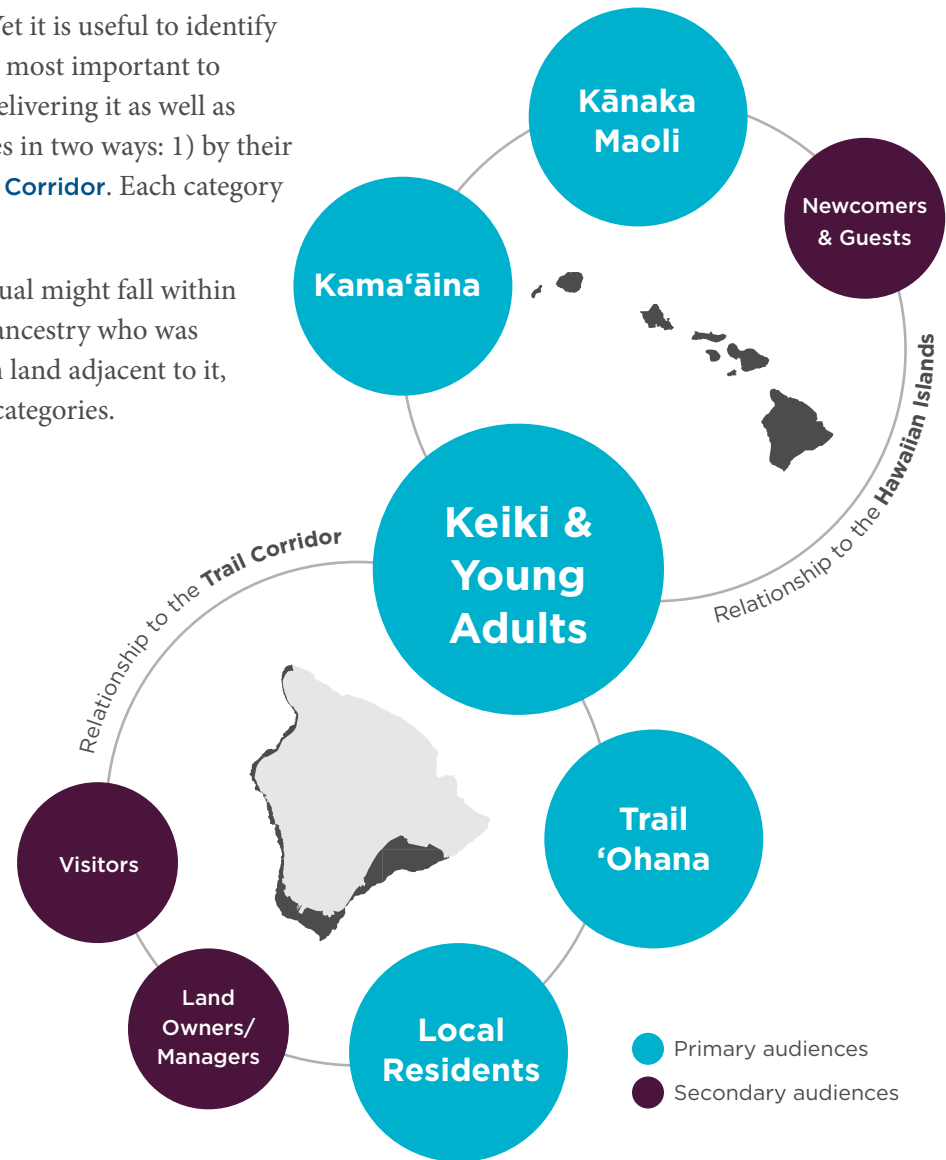 Yet it is useful to identify
most important to
elivering it as well as
es in two ways: 1) by their
Corridor. Each category
ual might fall within
ancestry who was
n land adjacent to it,
categories.
Kānaka
Maoli
Newcomers
& Guests
Kamaʻāina
Relationship to the Hawaiian Islands
Keiki &
Young
Adults
Relationship to the Trail Corridor
Trail
ʻOhana
Visitors
Land
Owners/
Managers
Local
Residents
Primary audiences
Secondary audiences